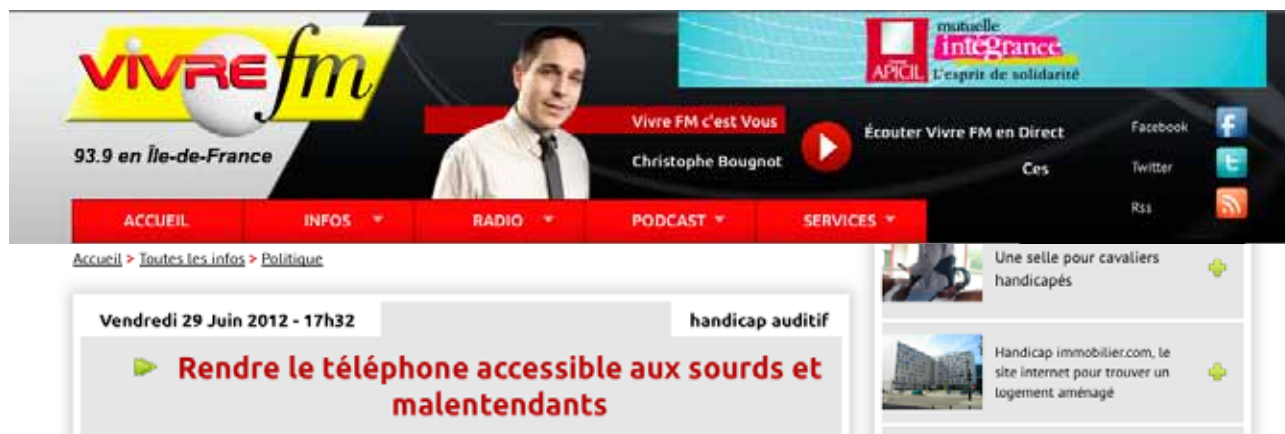 VIVRE fm
mutuelle
intégrance
APICIL L'esprit de solidarité
Vivre FM c'est Vous
Écouter Vivre FM en Direct
Facebook
93.9 en Île-de-France
Christophe Bougnot
Ces
Twitter
Rss
ACCUEIL INFOS RADIO PODCAST SERVICES
Accueil > Toutes les infos > Politique
Vendredi 29 Juin 2012 - 17h32
handicap auditif
Rendre le téléphone accessible aux sourds et
malentendants
Une selle pour cavaliers
handicapés
Handicap immobilier.com, le
site internet pour trouver un
logement aménagé